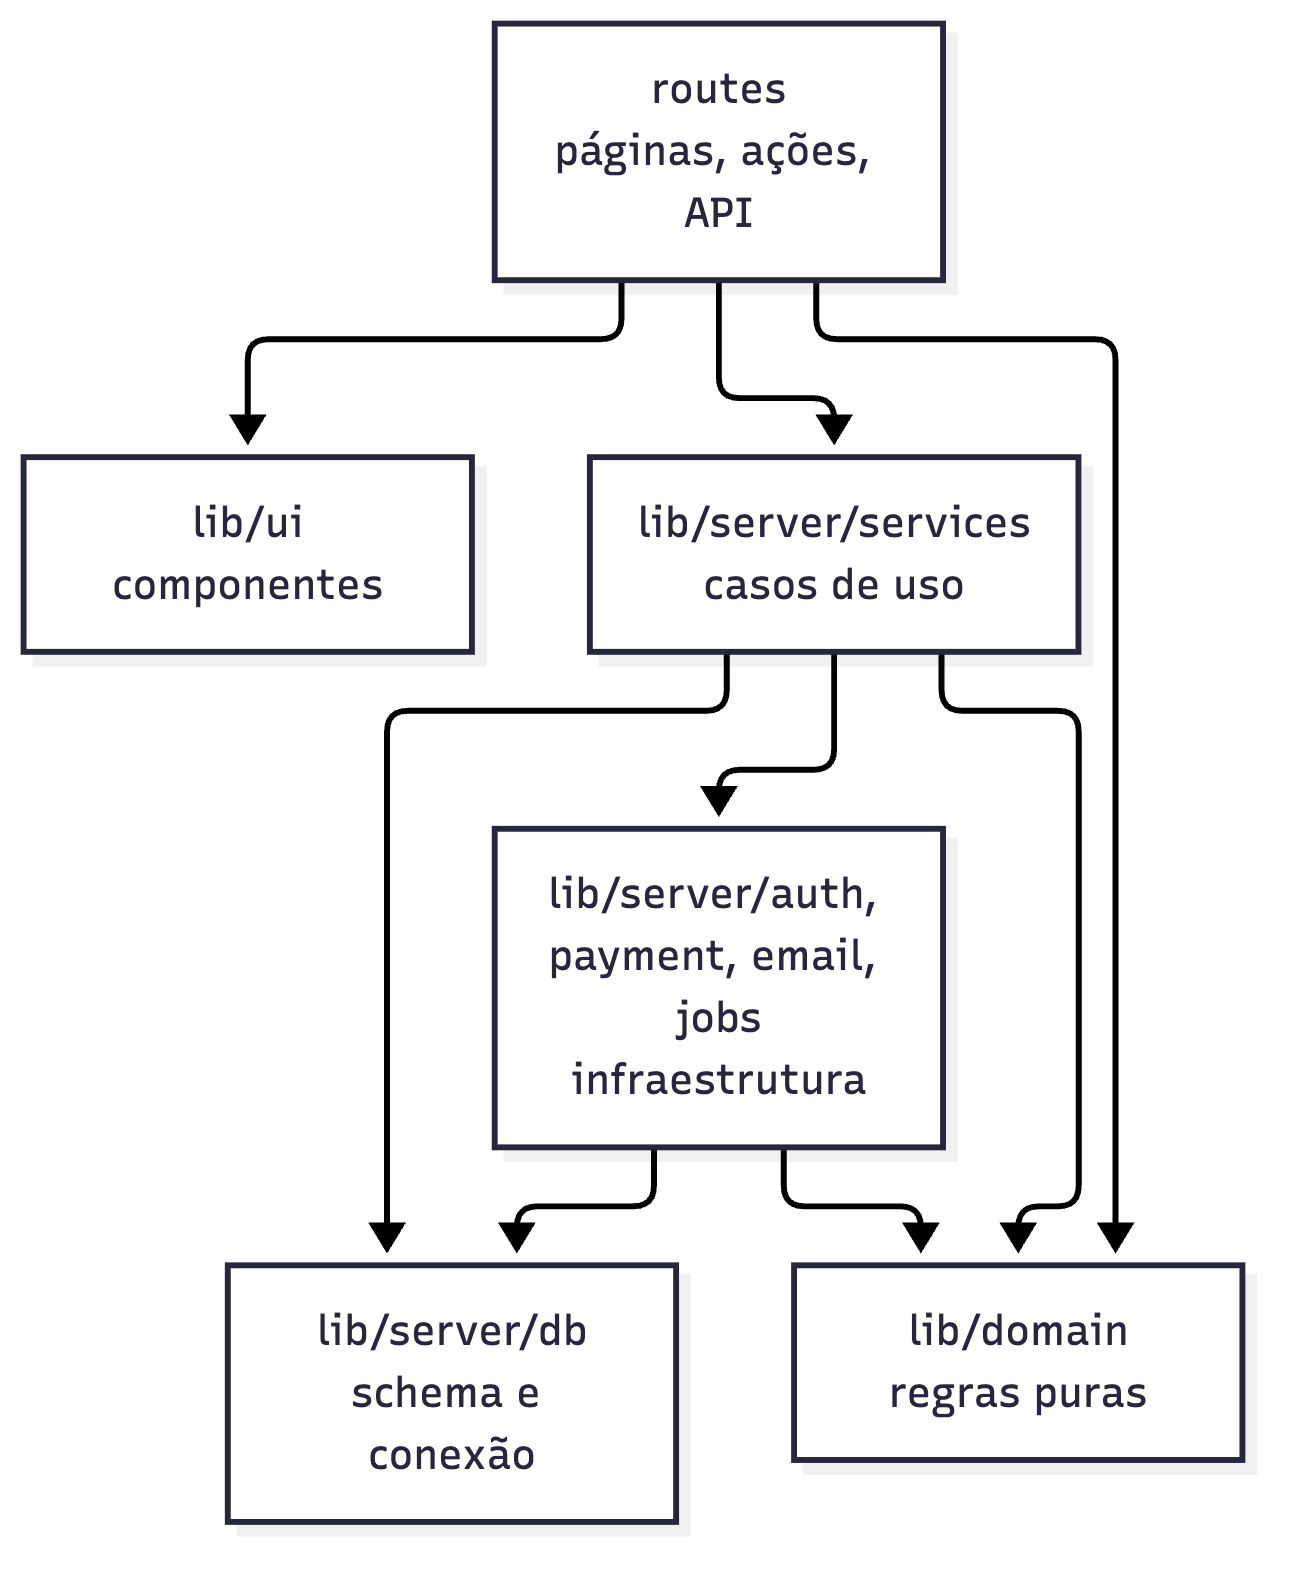 routes
páginas, ações,
API
lib/ui
componentes
lib/server/services
casos de uso
lib/server/auth,
payment, email,
jobs
infraestrutura
lib/server/db
schema e
conexão
lib/domain
regras puras